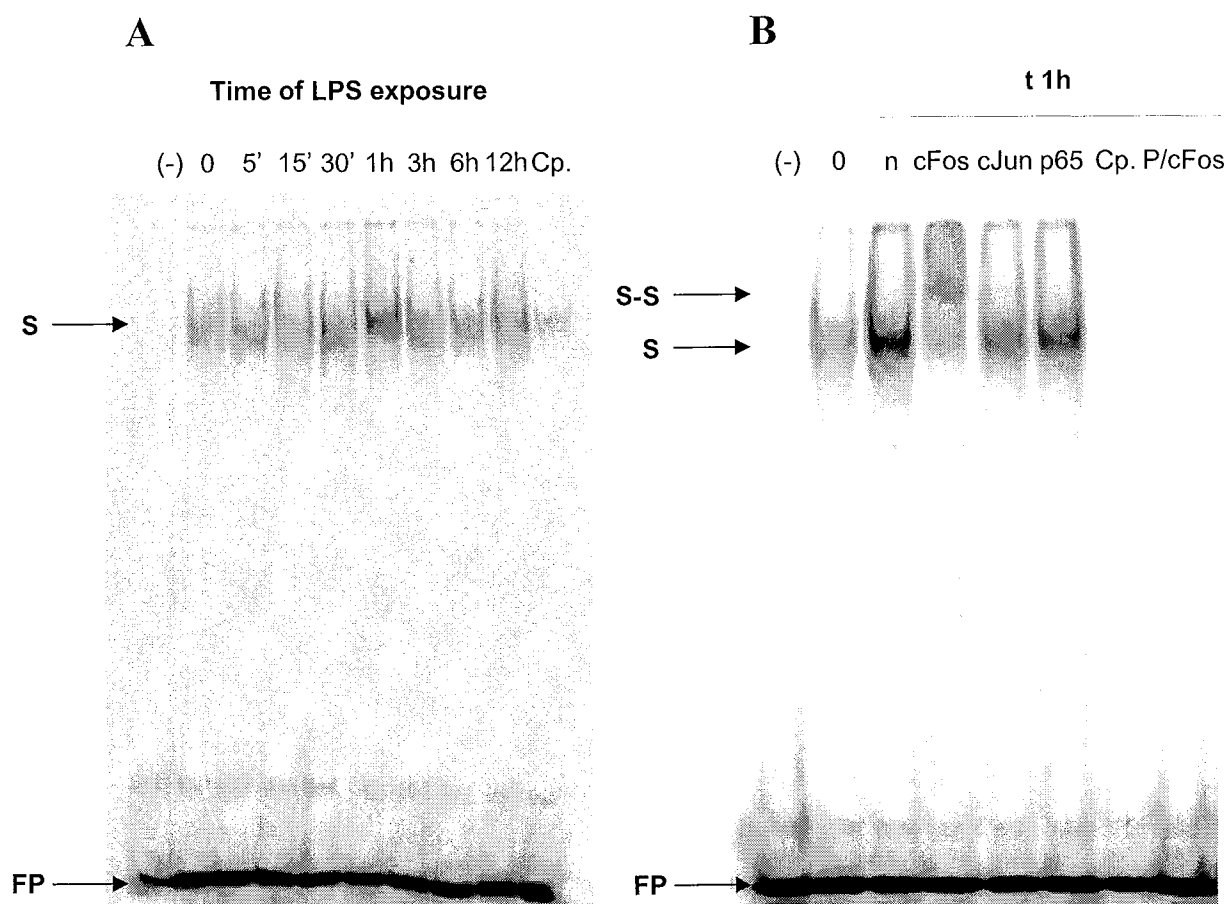 A
Time of LPS exposure
(-) 0 5' 15' 30' 1h 3h 6h 12h Cp.
S
FP
B
t 1h
(-) 0 n cFos cJun p65 Cp. P/cFos
S-S
S
FP